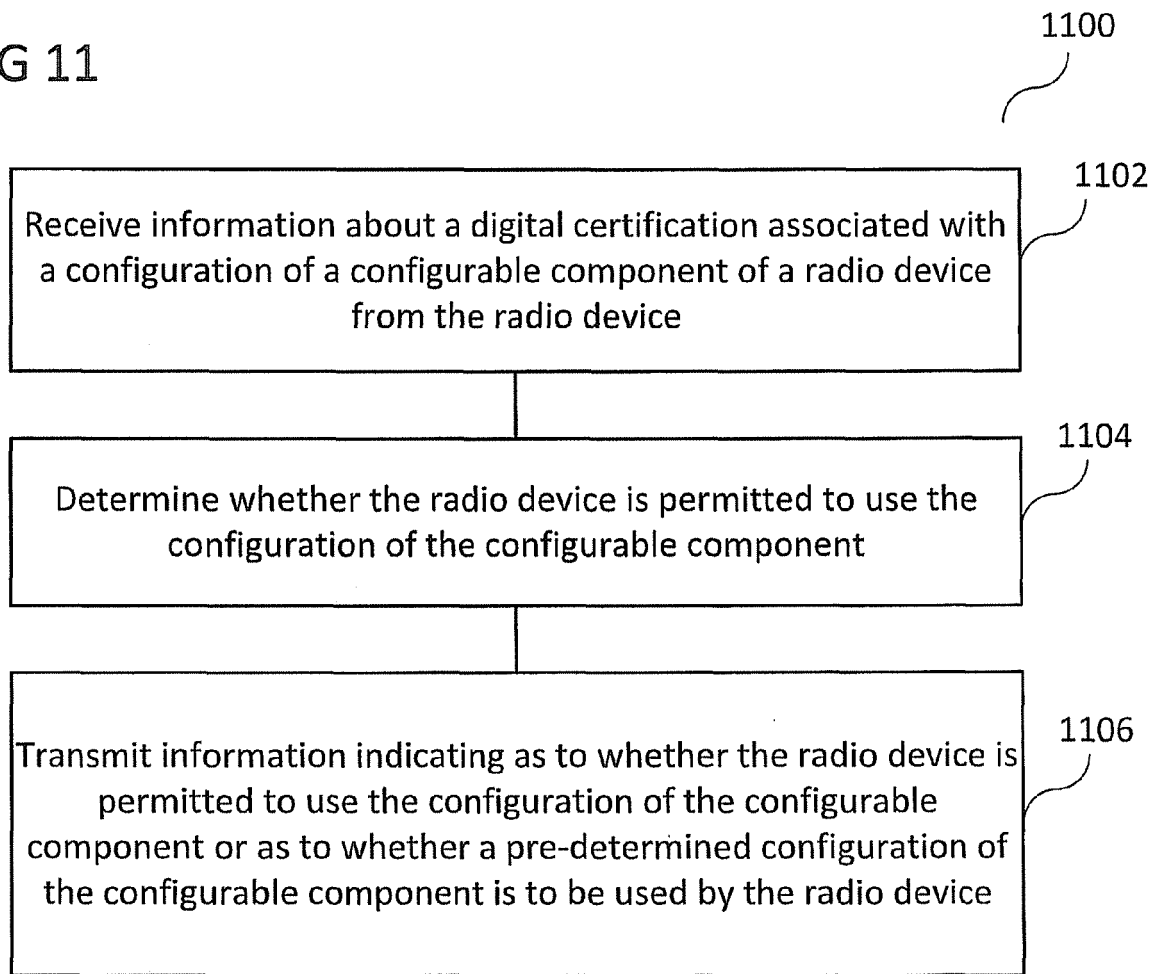 G 11
1100
1102
Receive information about a digital certification associated with
a configuration of a configurable component of a radio device
from the radio device
1104
Determine whether the radio device is permitted to use the
configuration of the configurable component
1106
Transmit information indicating as to whether the radio device is
permitted to use the configuration of the configurable
component or as to whether a pre-determined configuration of
the configurable component is to be used by the radio device